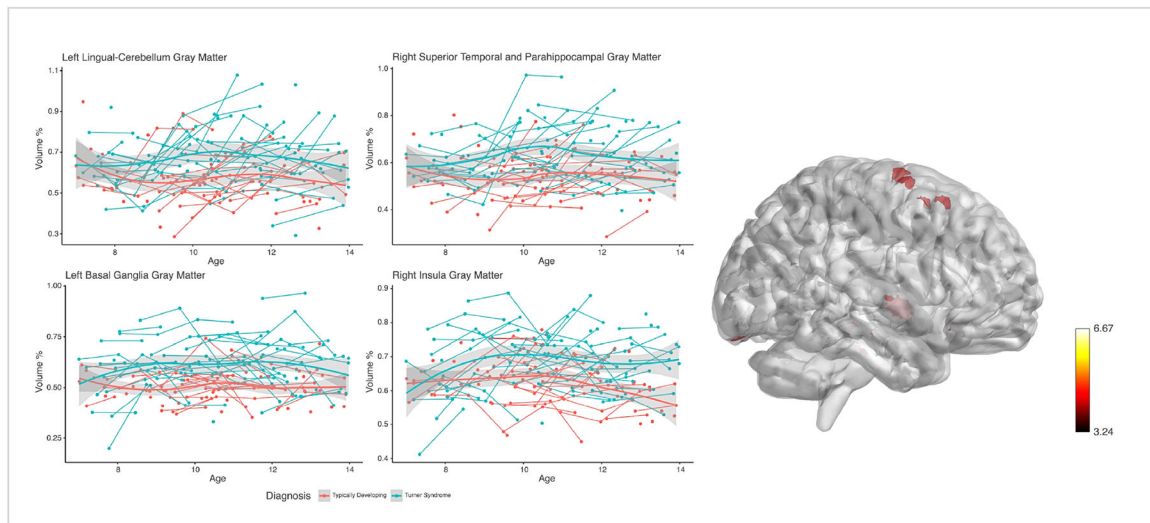 Left Lingual-Cerebellum Gray Matter
1.1
0.9
0.7
0.5
0.3
Volume %
8 10 12 14
Age
Right Superior Temporal and Parahippocampal Gray Matter
1.0
0.8
0.6
0.4
Volume %
8 10 12 14
Age
Left Basal Ganglia Gray Matter
1.00
0.75
0.50
0.25
Volume %
8 10 12 14
Age
Right Insula Gray Matter
0.9
0.8
0.7
0.6
0.5
0.4
Volume %
8 10 12 14
Age
Diagnosis Typically Developing Turner Syndrome
6.67
3.24